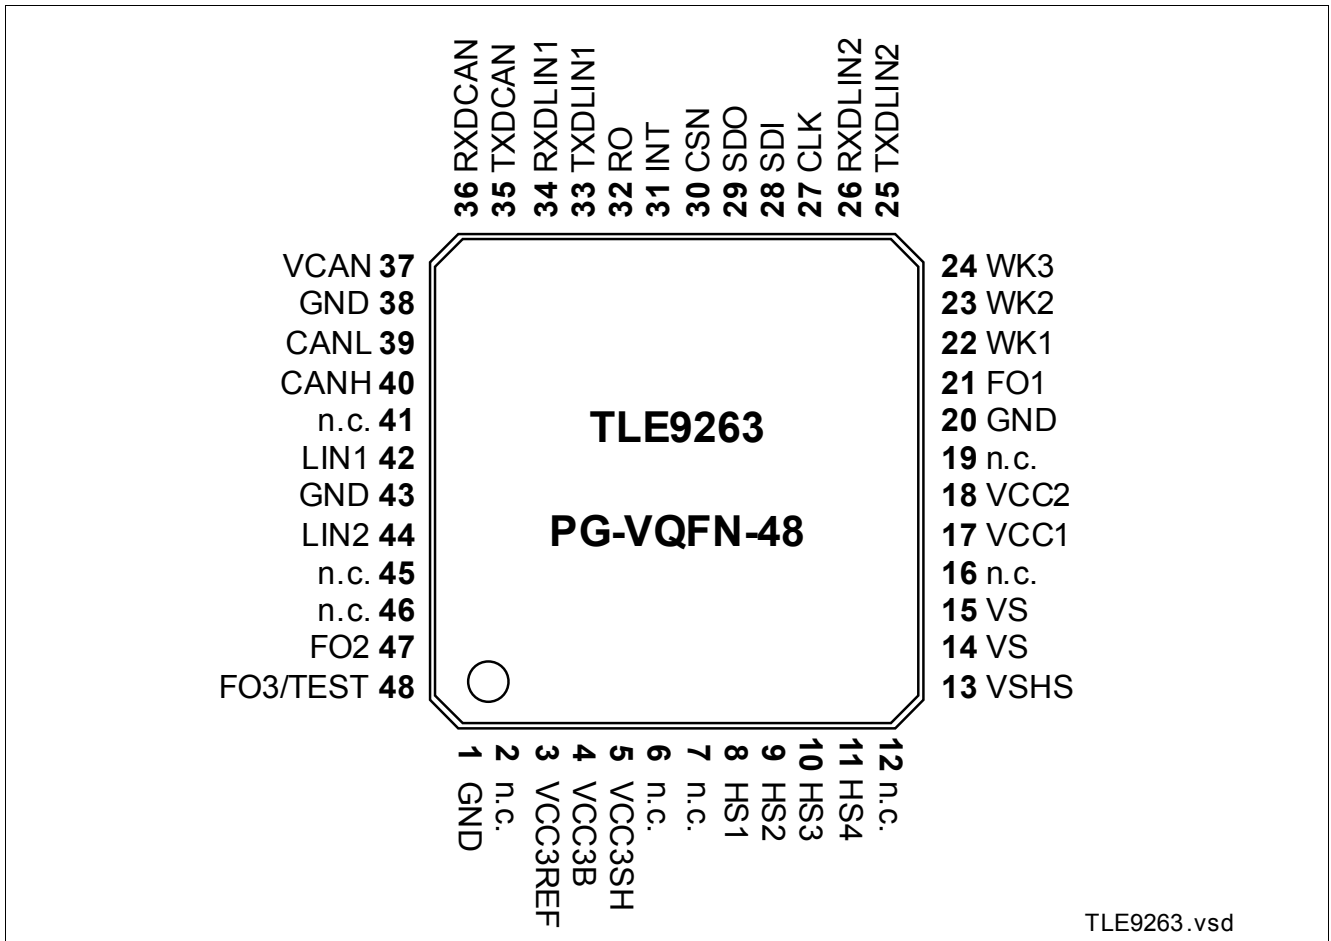 36 RXDCAN
35 TXDCAN
34 RXDLIN1
33 TXDLIN1
32 RO
31 INT
30 CSN
29 SDO
28 SDI
27 CLK
26 RXDLIN2
25 TXDLIN2
VCAN 37
GND 38
CANL 39
CANH 40
n.c. 41
LIN1 42
GND 43
LIN2 44
n.c. 45
n.c. 46
FO2 47
FO3/TEST 48
TLE9263
PG-VQFN-48
24 WK3
23 WK2
22 WK1
21 FO1
20 GND
19 n.c.
18 VCC2
17 VCC1
16 n.c.
15 VS
14 VS
13 VSHS
1 GND
2 n.c.
3 VCC3REF
4 VCC3B
5 VCC3SH
6 n.c.
7 n.c.
8 HS1
9 HS2
10 HS3
11 HS4
12 n.c.
TLE9263.vsd